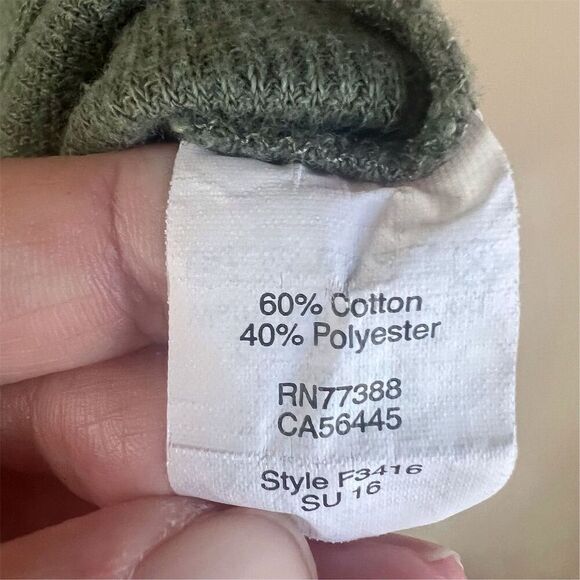 60% Cotton
40% Polyester
RN77388
CA56445
Style F3416
SU 16